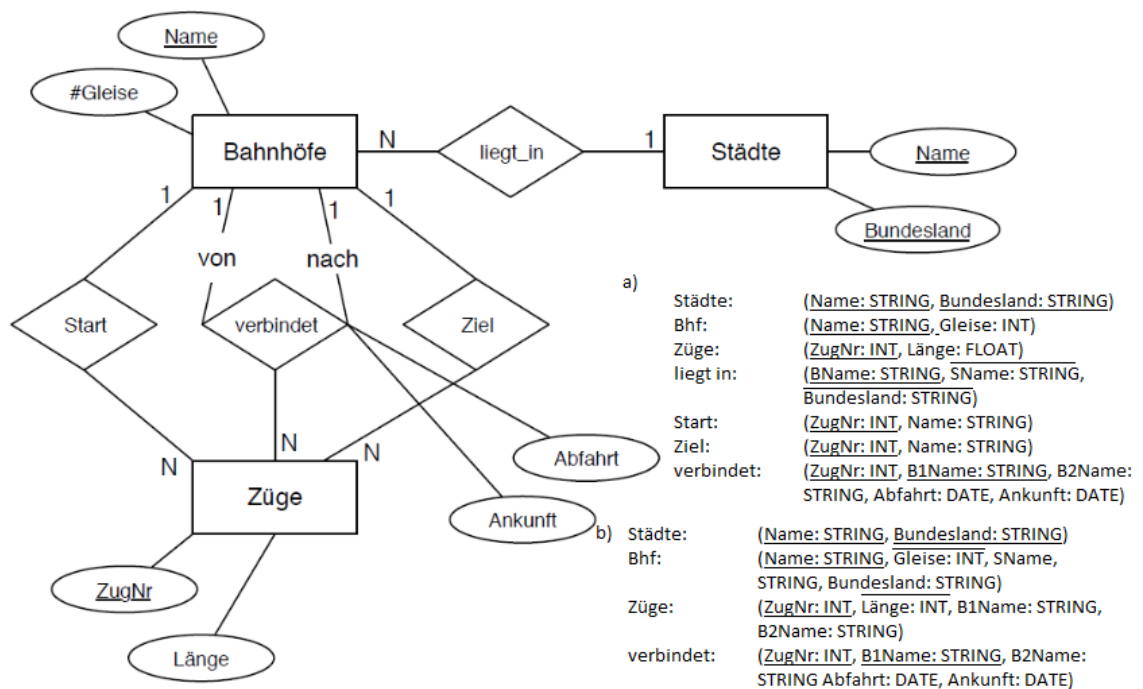 Name
#Gleise
Bahnhöfe
N
liegt_in
1
Städte
Name
Bundesland
1
1
1
1
von
nach
Start
verbindet
Ziel
N
N
N
Züge
Abfahrt
Ankunft
ZugNr
Länge
a)
Städte: (Name: STRING, Bundesland: STRING)
Bhf: (Name: STRING, Gleise: INT)
Züge: (ZugNr: INT, Länge: FLOAT)
liegt in: (BName: STRING, SName: STRING,
Bundesland: STRING)
Start: (ZugNr: INT, Name: STRING)
Ziel: (ZugNr: INT, Name: STRING)
verbindet: (ZugNr: INT, B1Name: STRING, B2Name:
STRING, Abfahrt: DATE, Ankunft: DATE)
b) Städte: (Name: STRING, Bundesland: STRING)
Bhf: (Name: STRING, Gleise: INT, SName,
STRING, Bundesland: STRING)
Züge: (ZugNr: INT, Länge: INT, B1Name: STRING,
B2Name: STRING)
verbindet: (ZugNr: INT, B1Name: STRING, B2Name:
STRING Abfahrt: DATE, Ankunft: DATE)